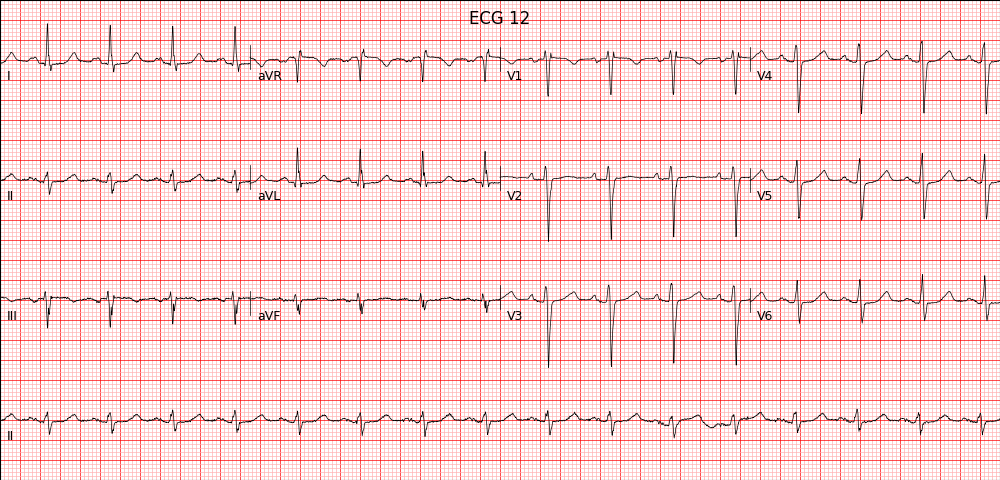 ECG 12
I aVR V1 V4
II aVL V2 V5
III aVF V3 V6
II